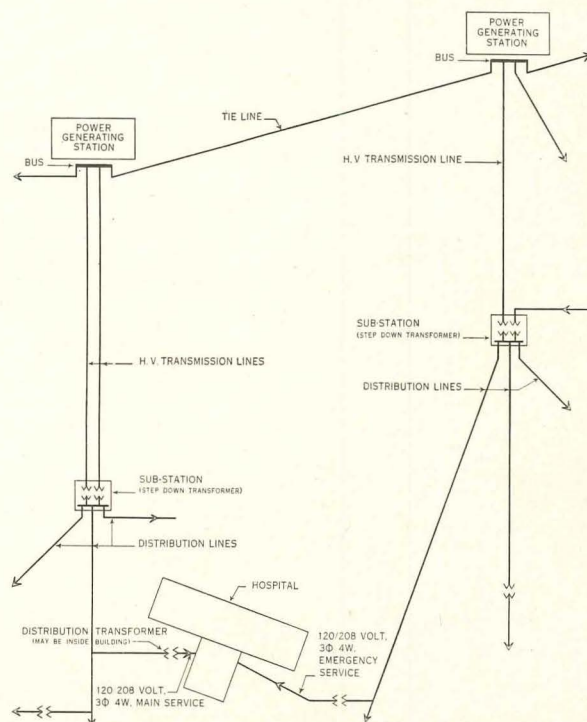 POWER
GENERATING
STATION
BUS
TIE LINE
POWER
GENERATING
STATION
BUS
H.V TRANSMISSION LINE
SUB-STATION
(STEP DOWN TRANSFORMER)
H.V. TRANSMISSION LINES
DISTRIBUTION LINES
SUB-STATION
(STEP DOWN TRANSFORMER)
DISTRIBUTION LINES
HOSPITAL
DISTRIBUTION TRANSFORMER
(MAY BE INSIDE BUILDING)
120/208 VOLT,
3Φ 4W,
EMERGENCY
SERVICE
120 208 VOLT,
3Φ 4W, MAIN SERVICE